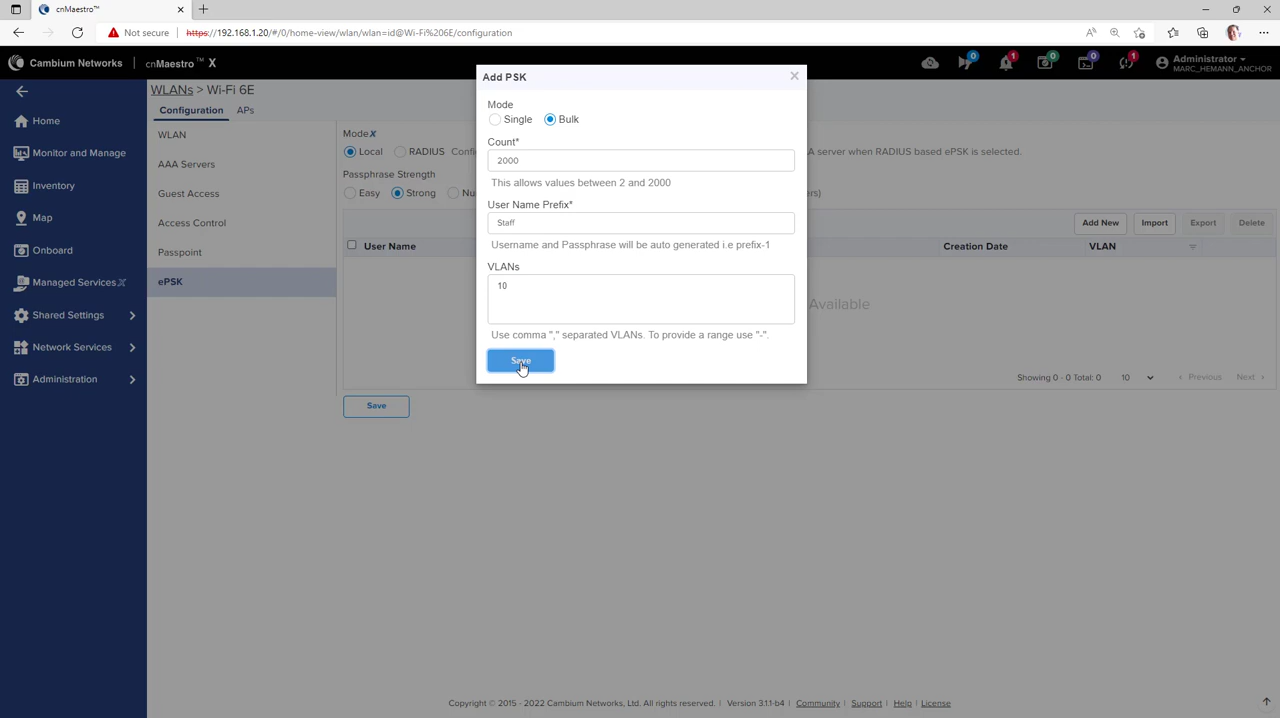 cnMaestro™
Not secure https://192.168.1.20/#/0/home-view/wlan/wlan=id@Wi-Fi%206E/configuration
Cambium Networks cnMaestro™ X 0 1 0 0 1 Administrator
MARC_HEMANN_ANCHOR
Home
Monitor and Manage
Inventory
Map
Onboard
Managed Services X
Shared Settings
Network Services
Administration
WLANs > Wi-Fi 6E
Configuration APs
WLAN
AAA Servers
Guest Access
Access Control
Passpoint
ePSK
Mode X
Local RADIUS
A server when RADIUS based ePSK is selected.
Passphrase Strength
Easy Strong
Add New Import Export Delete
User Name Creation Date VLAN
Available
Showing 0 - 0 Total: 0 10 Previous Next
Save
Add PSK
Mode
Single Bulk
Count*
2000
This allows values between 2 and 2000
User Name Prefix*
Staff
Username and Passphrase will be auto generated i.e prefix-1
VLANs
10
Use comma "," separated VLANs. To provide a range use "-".
Save
Copyright © 2015 - 2022 Cambium Networks, Ltd. All rights reserved. | Version 3.1.1-b4 | Community | Support | Help | License